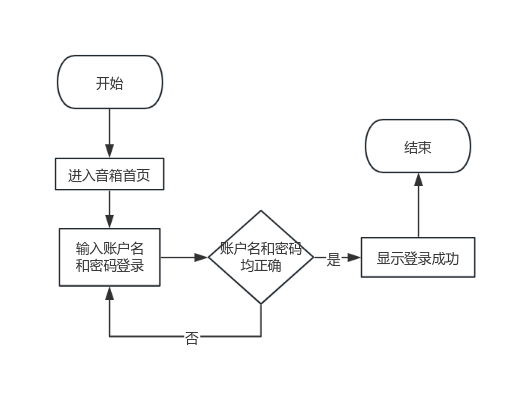 开始
进入音箱首页
输入账户名
和密码登录
账户名和密码
均正确
是
否
显示登录成功
结束